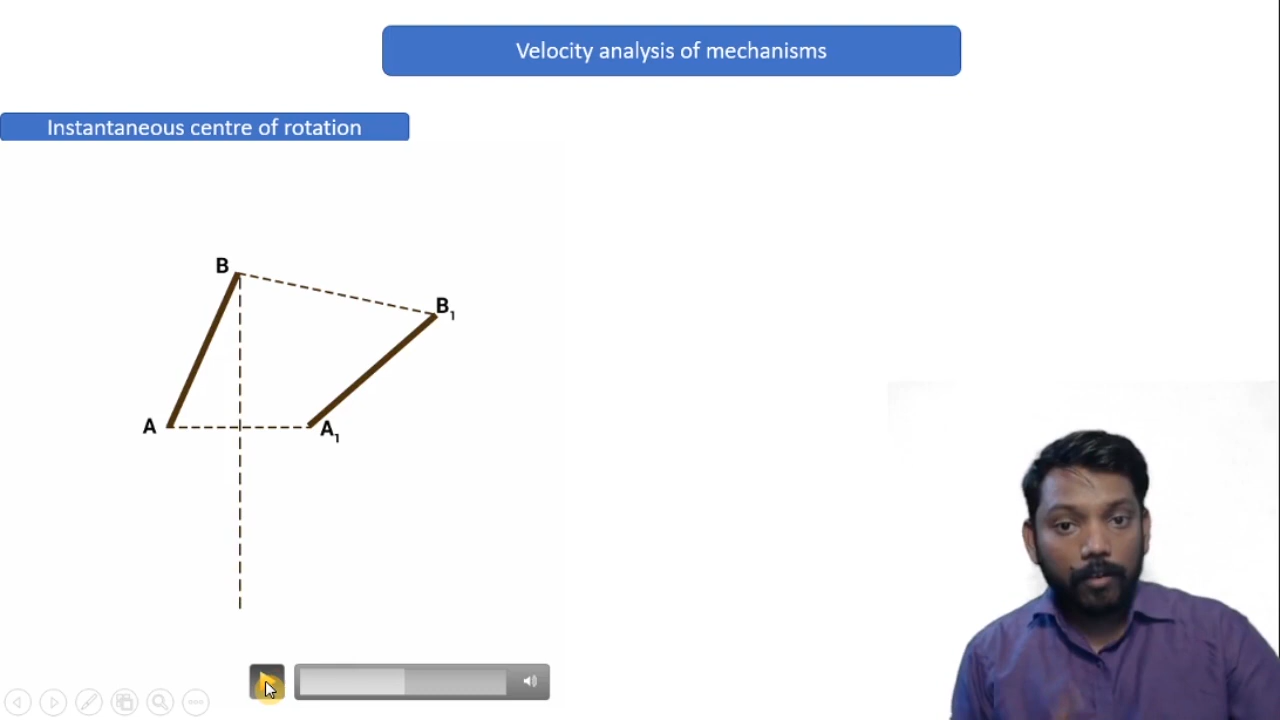 Velocity analysis of mechanisms
Instantaneous centre of rotation
B
B₁
A
A₁